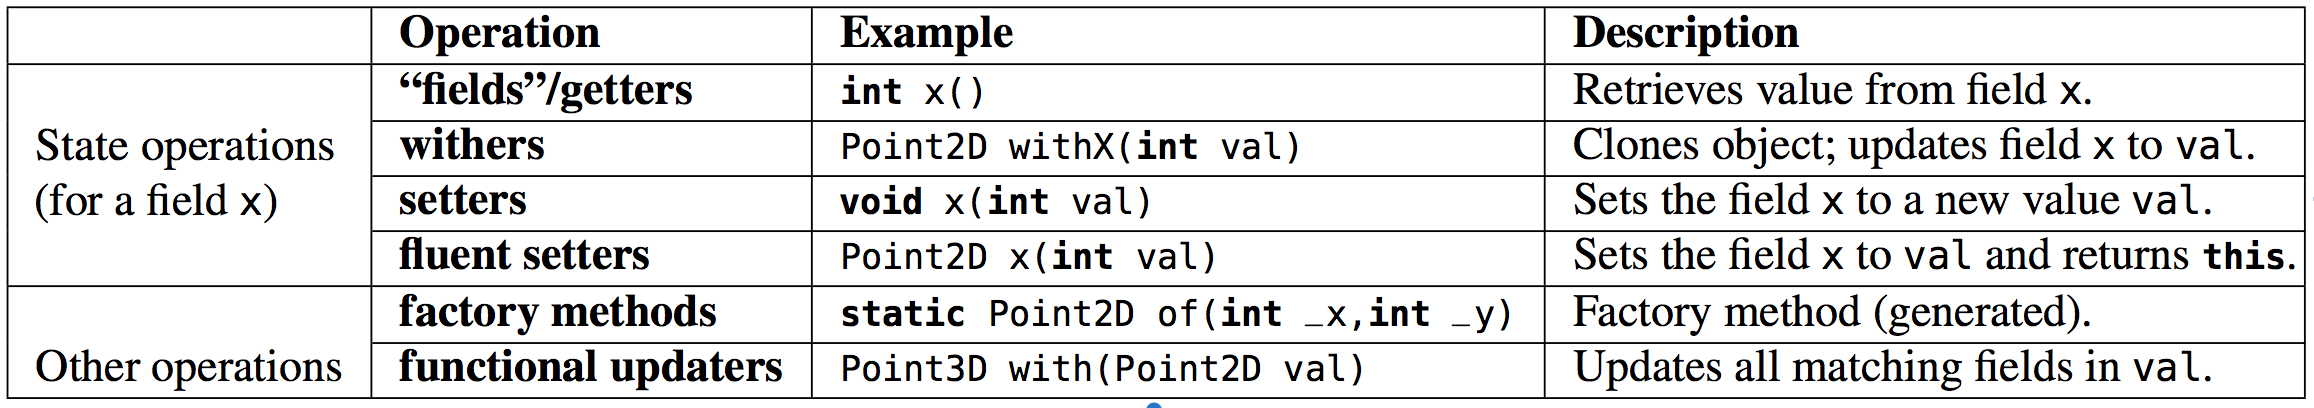 Operation Example Description
“fields”/getters int x() Retrieves value from field x.
State operations withers Point2D withX(int val) Clones object; updates field x to val.
(for a field x) setters void x(int val) Sets the field x to a new value val.
fluent setters Point2D x(int val) Sets the field x to val and returns this.
factory methods static Point2D of(int _x,int _y) Factory method (generated).
Other operations functional updaters Point3D with(Point2D val) Updates all matching fields in val.